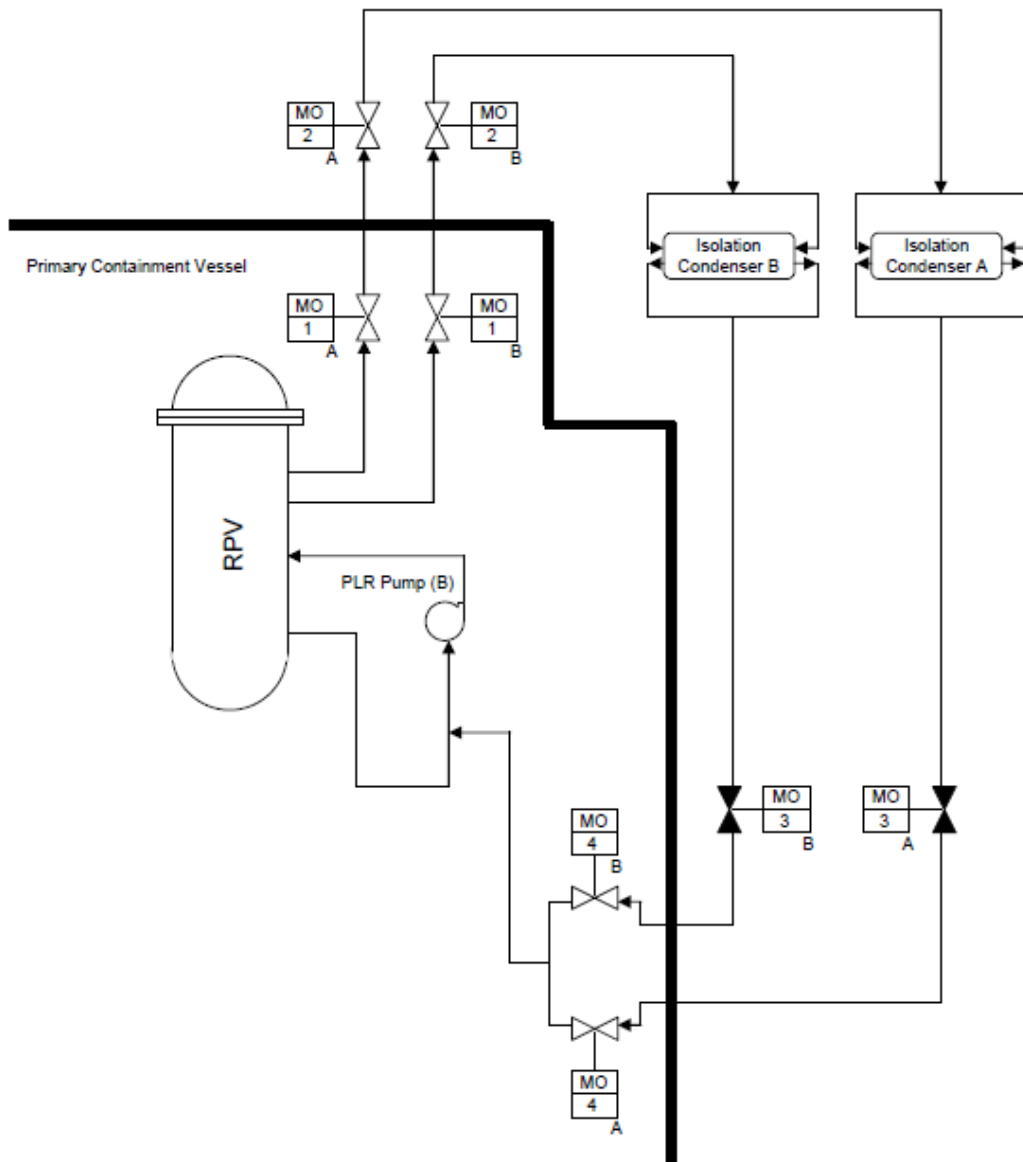 MO
2
A
MO
2
B
Primary Containment Vessel
Isolation
Condenser B
Isolation
Condenser A
MO
1
A
MO
1
B
RPV
PLR Pump (B)
MO
3
B
MO
3
A
MO
4
B
MO
4
A